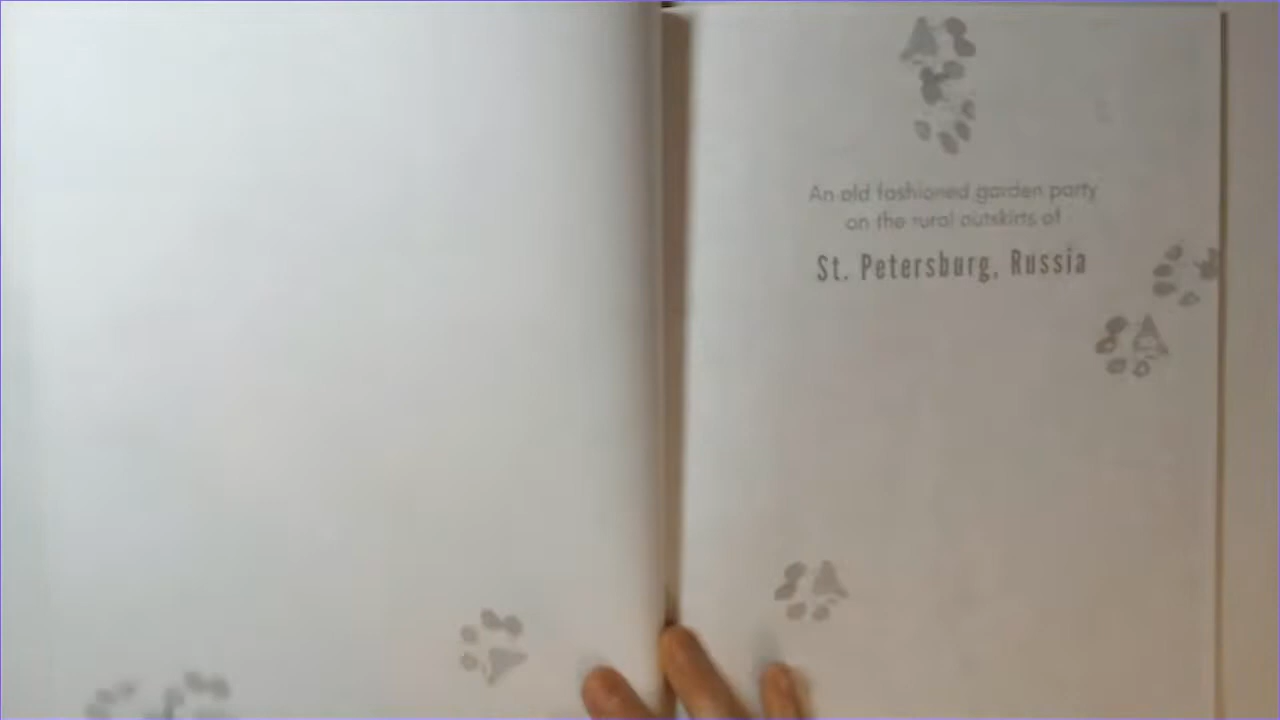 An old fashioned garden party
on the rural outskirts of
St. Petersburg, Russia